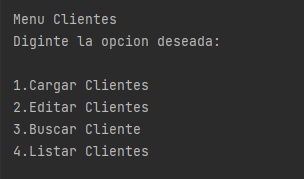 Menu Clientes
Diginte la opcion deseada:
1.Cargar Clientes
2.Editar Clientes
3.Buscar Cliente
4.Listar Clientes